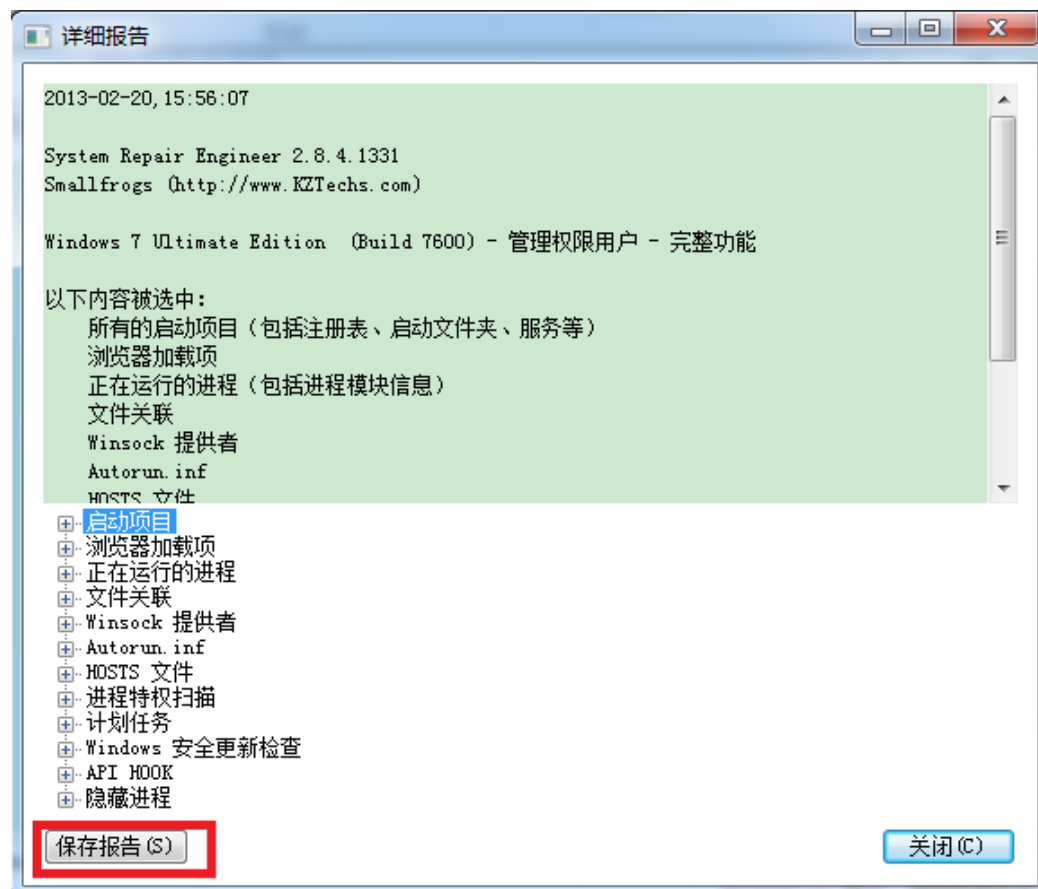 详细报告
2013-02-20,15:56:07
System Repair Engineer 2.8.4.1331
Smallfrogs (http://www.KZTechs.com)
Windows 7 Ultimate Edition (Build 7600) - 管理权限用户 - 完整功能
以下内容被选中:
所有的启动项目（包括注册表、启动文件夹、服务等）
浏览器加载项
正在运行的进程（包括进程模块信息）
文件关联
Winsock 提供者
Autorun.inf
HOSTS 文件
启动项目
浏览器加载项
正在运行的进程
文件关联
Winsock 提供者
Autorun.inf
HOSTS 文件
进程特权扫描
计划任务
Windows 安全更新检查
API HOOK
隐藏进程
保存报告(S)
关闭(C)